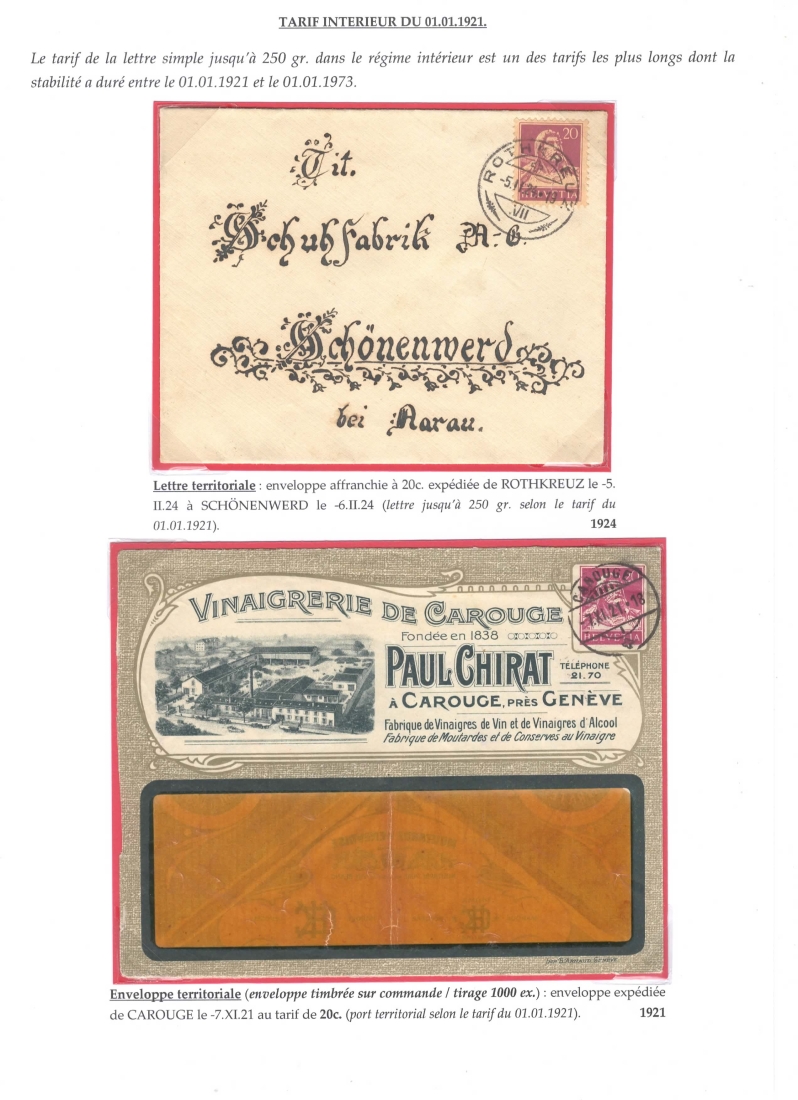 TARIF INTERIEUR DU 01.01.1921.
Le tarif de la lettre simple jusqu'à 250 gr. dans le régime intérieur est un des tarifs les plus longs dont la
stabilité a duré entre le 01.01.1921 et le 01.01.1973.
20
HELVETIA
ROTHKREUZ
VII
Tit.
Schuhfabrik A.-G.
Schönenwerd
bei Aarau.
Lettre territoriale : enveloppe affranchie à 20c. expédiée de ROTHKREUZ le -5.
II.24 à SCHÖNENWERD le -6.II.24 (lettre jusqu'à 250 gr. selon le tarif du
01.01.1921). 1924
CAROUGE
-7.XI.21.-18
HELVETIA
VINAIGRERIE DE CAROUGE
Fondée en 1838
PAUL CHIRAT
TÉLÉPHONE
21.70
À CAROUGE, PRÈS GENÈVE
Fabrique de Vinaigres de Vin et de Vinaigres d'Alcool
Fabrique de Moutardes et de Conserves au Vinaigre
Enveloppe territoriale (enveloppe timbrée sur commande / tirage 1000 ex.) : enveloppe expédiée
de CAROUGE le -7.XI.21 au tarif de 20c. (port territorial selon le tarif du 01.01.1921). 1921